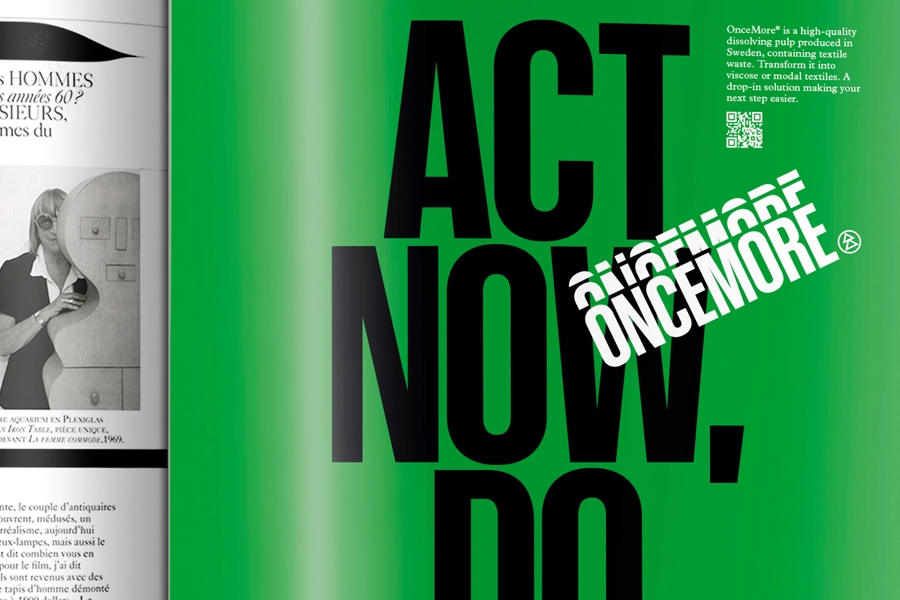 s HOMMES
s années 60 ?
SIEURS,
mes du
RE AQUARIUM EN PLEXIGLAS
N IRON TABLE, PIÈCE UNIQUE,
DEVANT LA FEMME COMMODE, 1969.
nte, le couple d'antiquaires
ouvrent, médusés, un
rréalisme, aujourd'hui
eux-lampes, mais aussi le
t dit combien vous en
pour le film, j'ai dit
ls sont revenus avec des
e tapis d'homme démonté
ACT
NOW,
DO
OnceMore® is a high-quality
dissolving pulp produced in
Sweden, containing textile
waste. Transform it into
viscose or modal textiles. A
drop-in solution making your
next step easier.
ONCEMORE
ONCEMORE